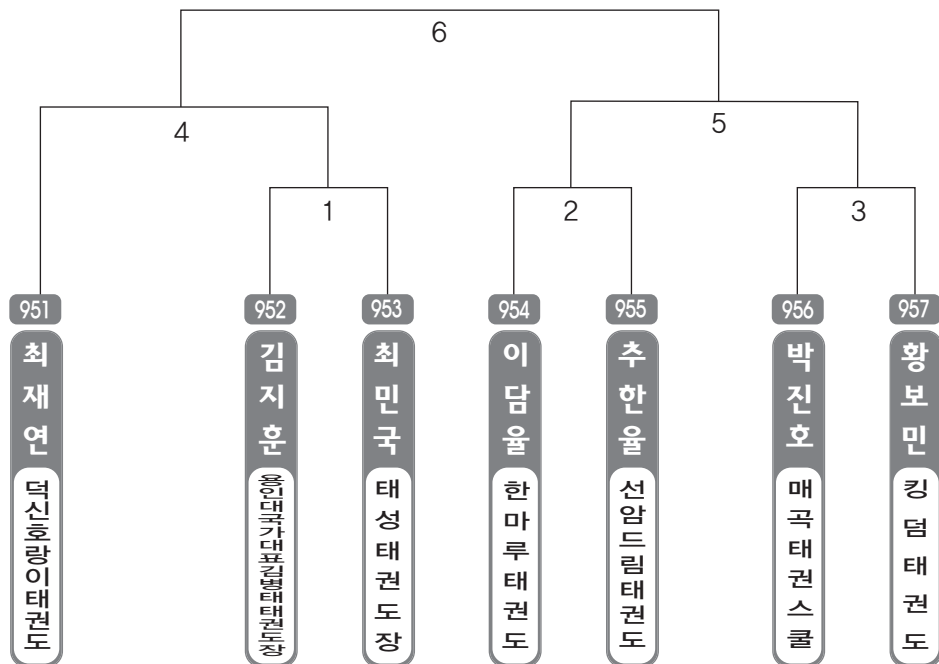 6
4
5
1
2
3
951
952
953
954
955
956
957
최재연
김지훈
최민국
이담율
추한율
박진호
황보민
덕신호랑이태권도
용인대국가대표김병태태권도장
태성태권도장
한마루태권도
선암드림태권도
매곡태권스쿨
킹덤태권도